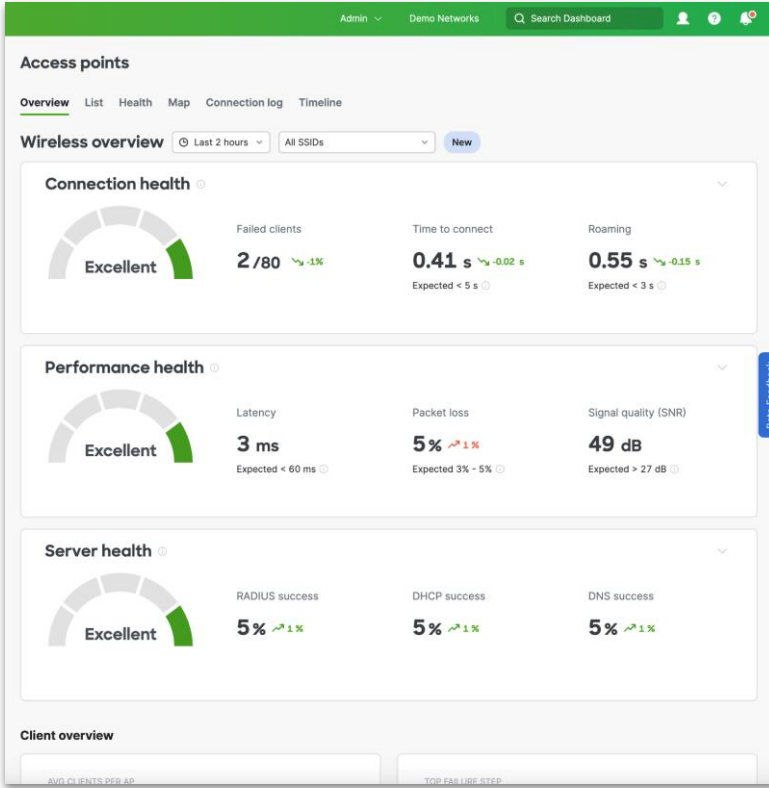 Admin Demo Networks Search Dashboard
Access points
Overview List Health Map Connection log Timeline
Wireless overview Last 2 hours All SSIDs New
Connection health
Excellent
Failed clients
2/80 -1%
Time to connect
0.41 s -0.02 s
Expected < 5 s
Roaming
0.55 s -0.15 s
Expected < 3 s
Performance health
Excellent
Latency
3 ms
Expected < 60 ms
Packet loss
5% 1%
Expected 3% - 5%
Signal quality (SNR)
49 dB
Expected > 27 dB
Server health
Excellent
RADIUS success
5% 1%
DHCP success
5% 1%
DNS success
5% 1%
Client overview
AVG CLIENTS PER AP
TOP FAILURE STEP